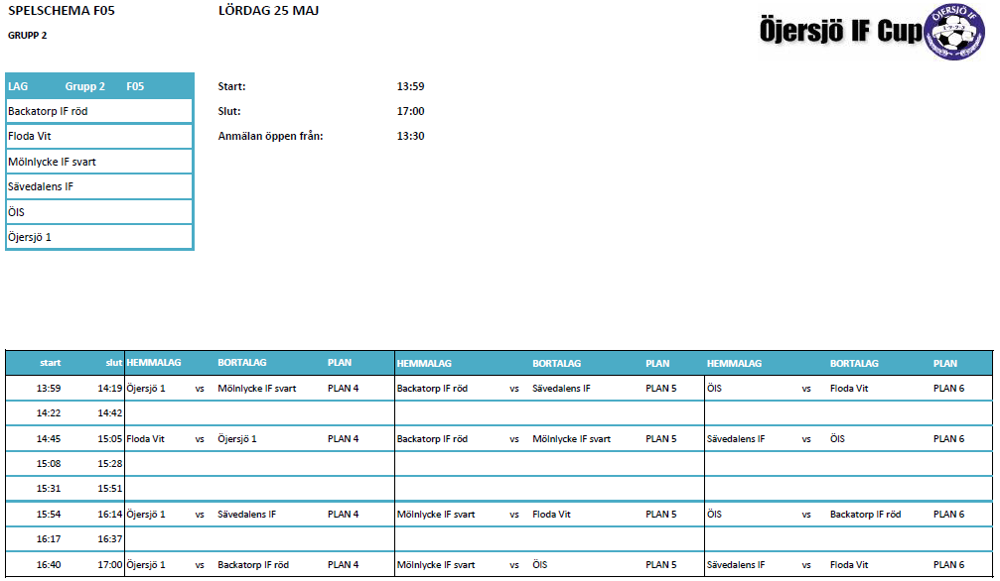 SPELSCHEMA F05 LÖRDAG 25 MAJ
GRUPP 2
Öjersjö IF Cup
ÖJERSJÖ IF
LAG Grupp 2 F05
Backatorp IF röd
Floda Vit
Mölnlycke IF svart
Sävedalens IF
ÖIS
Öjersjö 1
Start: 13:59
Slut: 17:00
Anmälan öppen från: 13:30
start slut HEMMALAG BORTALAG PLAN HEMMALAG BORTALAG PLAN HEMMALAG BORTALAG PLAN
13:59 14:19 Öjersjö 1 vs Mölnlycke IF svart PLAN 4 Backatorp IF röd vs Sävedalens IF PLAN 5 ÖIS vs Floda Vit PLAN 6
14:22 14:42
14:45 15:05 Floda Vit vs Öjersjö 1 PLAN 4 Backatorp IF röd vs Mölnlycke IF svart PLAN 5 Sävedalens IF vs ÖIS PLAN 6
15:08 15:28
15:31 15:51
15:54 16:14 Öjersjö 1 vs Sävedalens IF PLAN 4 Mölnlycke IF svart vs Floda Vit PLAN 5 ÖIS vs Backatorp IF röd PLAN 6
16:17 16:37
16:40 17:00 Öjersjö 1 vs Backatorp IF röd PLAN 4 Mölnlycke IF svart vs ÖIS PLAN 5 Sävedalens IF vs Floda Vit PLAN 6